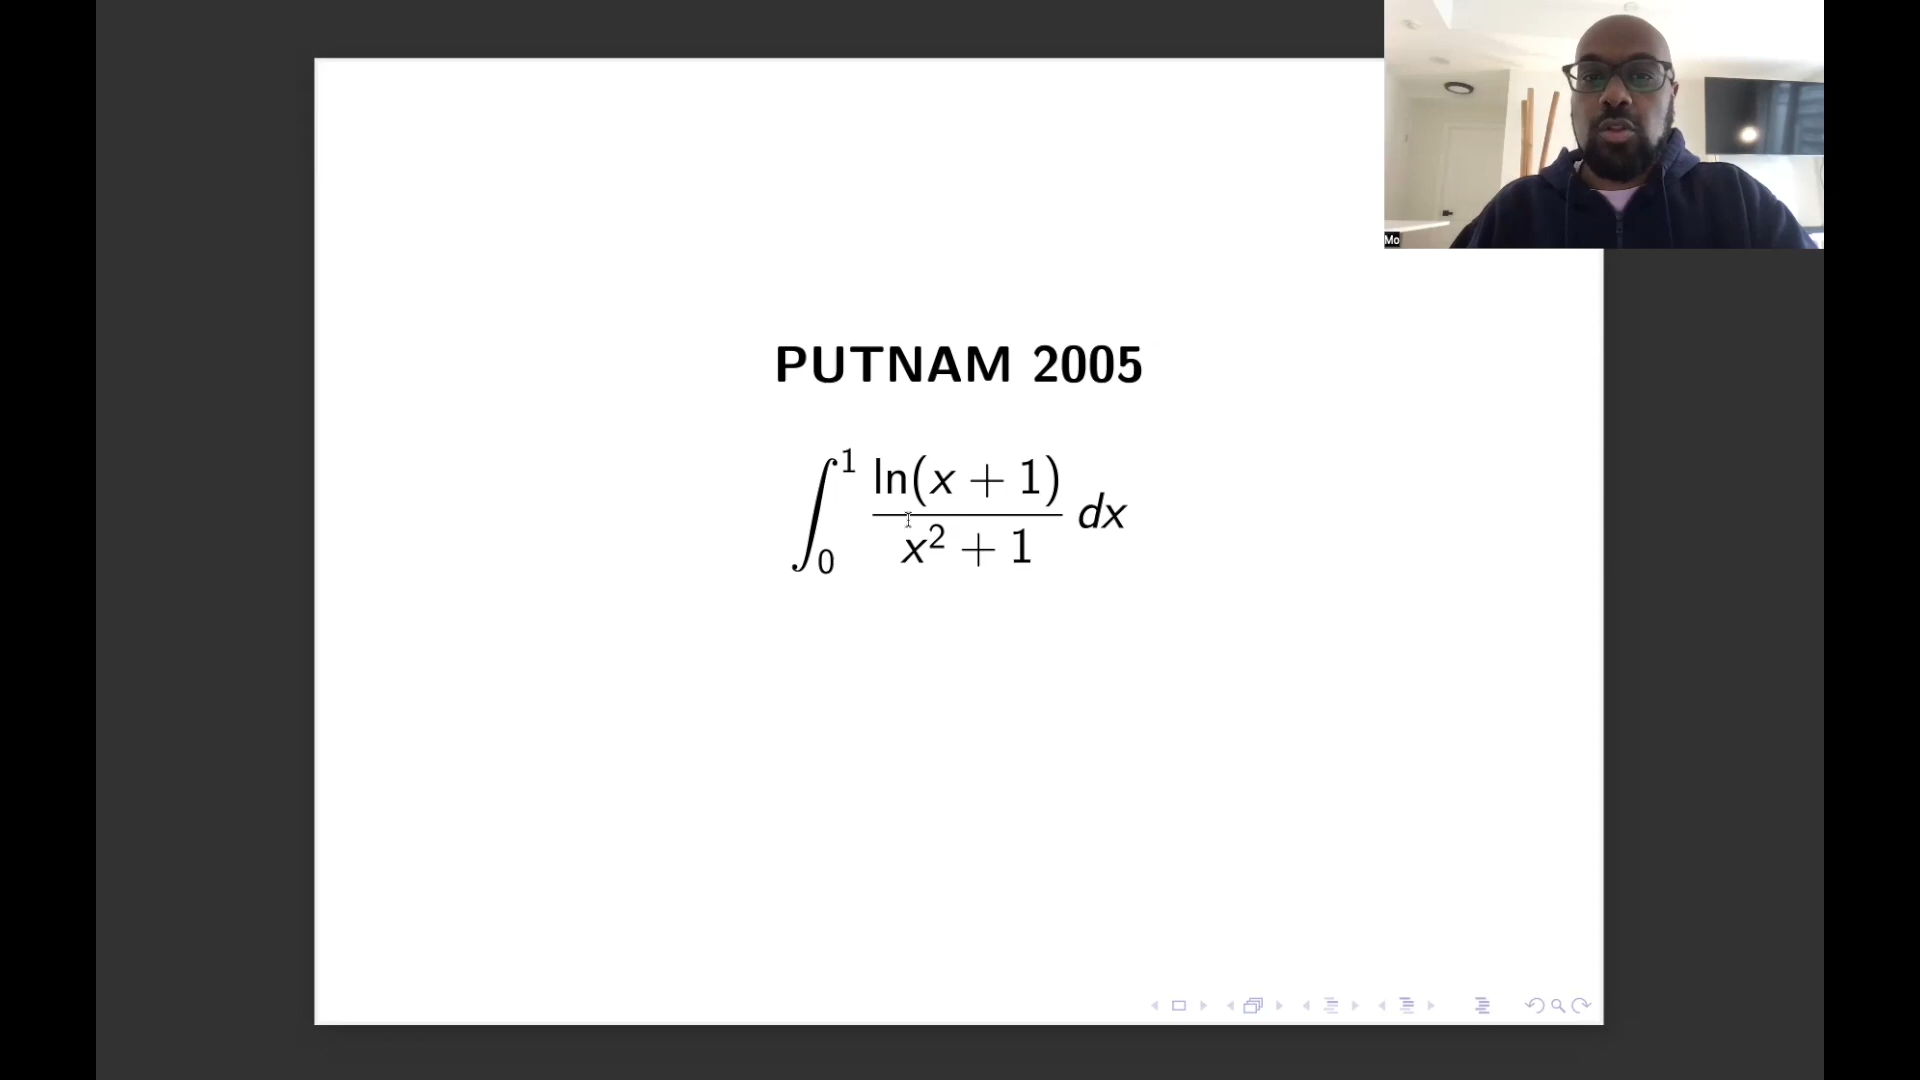 PUTNAM 2005
∫₀¹ ln(x + 1) / (x² + 1) dx
Mo